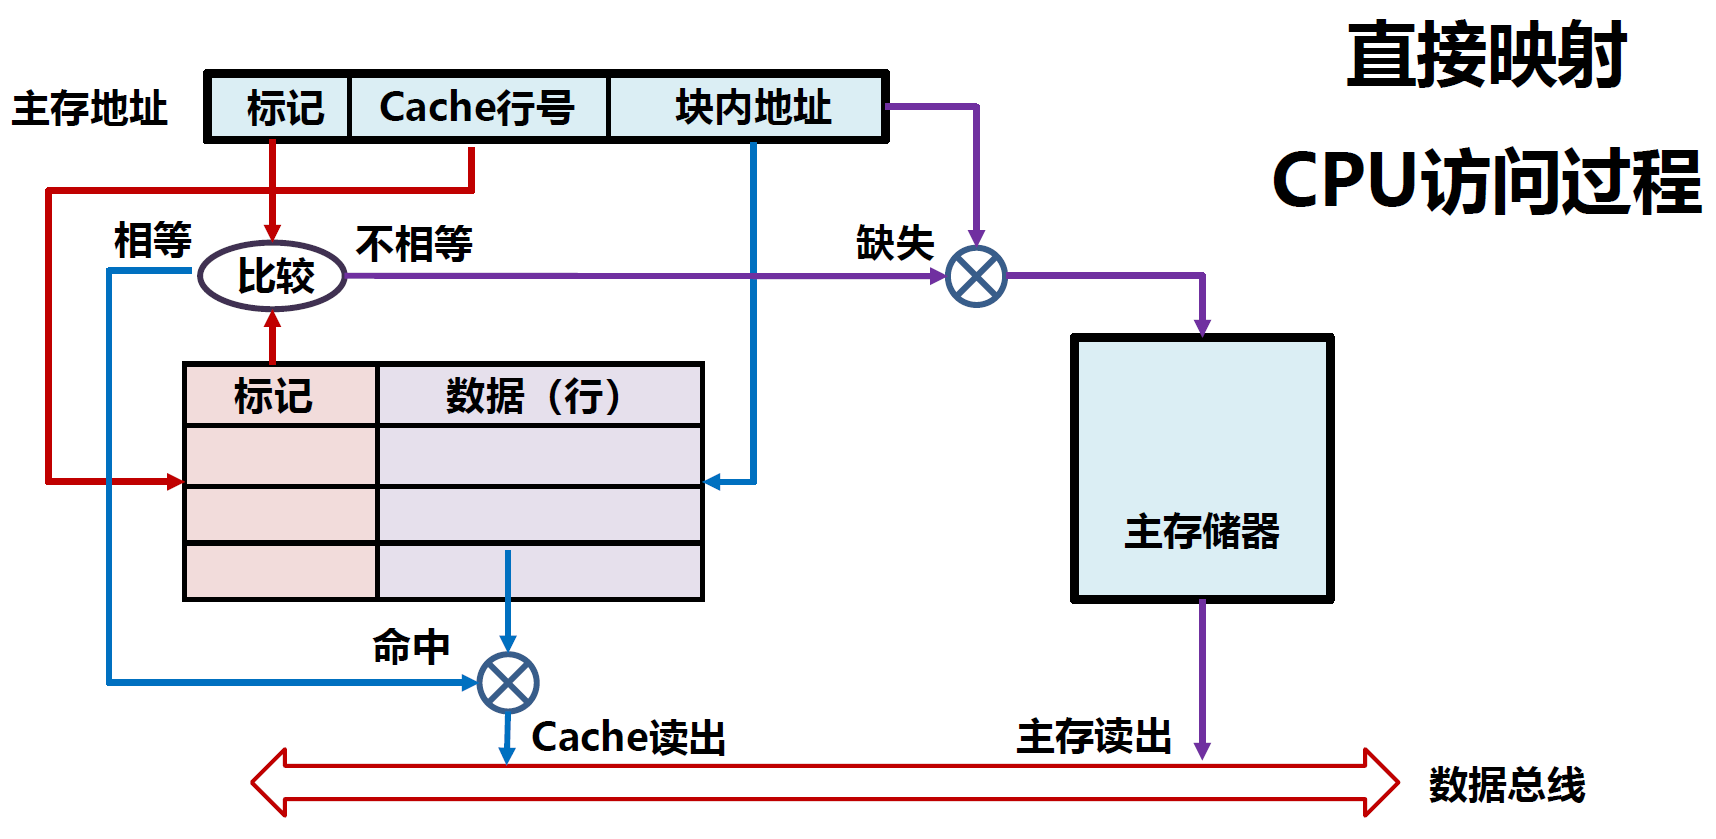 直接映射
CPU访问过程
主存地址
标记
Cache行号
块内地址
相等
比较
不相等
缺失
标记
数据（行）
主存储器
命中
Cache读出
主存读出
数据总线